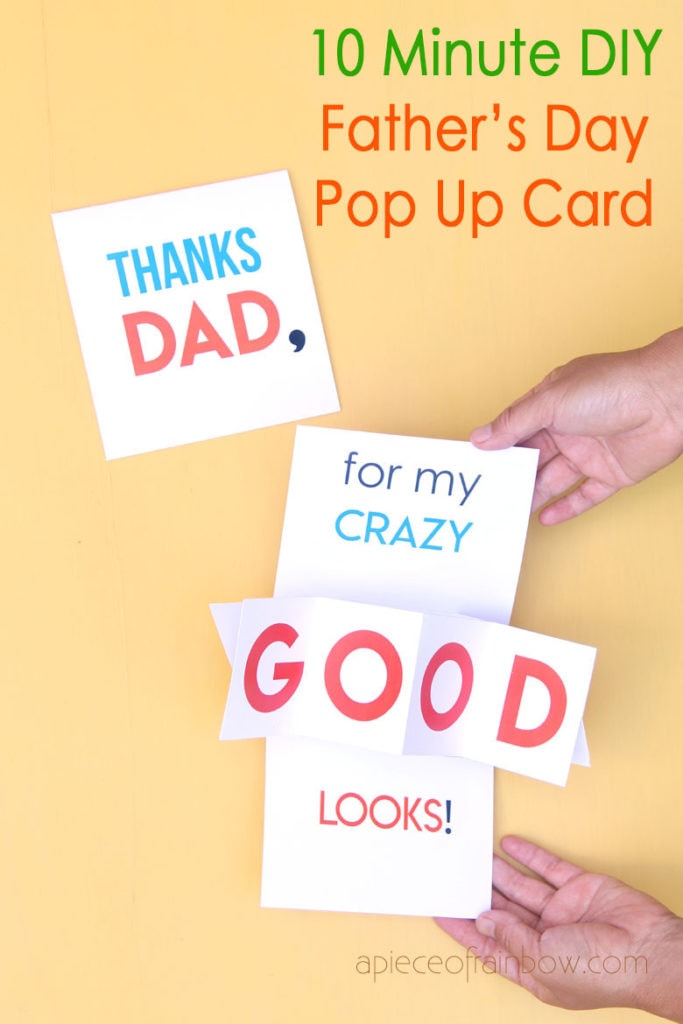 10 Minute DIY
Father's Day
Pop Up Card
THANKS
DAD,
for my
CRAZY
GOOD
LOOKS!
apieceofrainbow.com